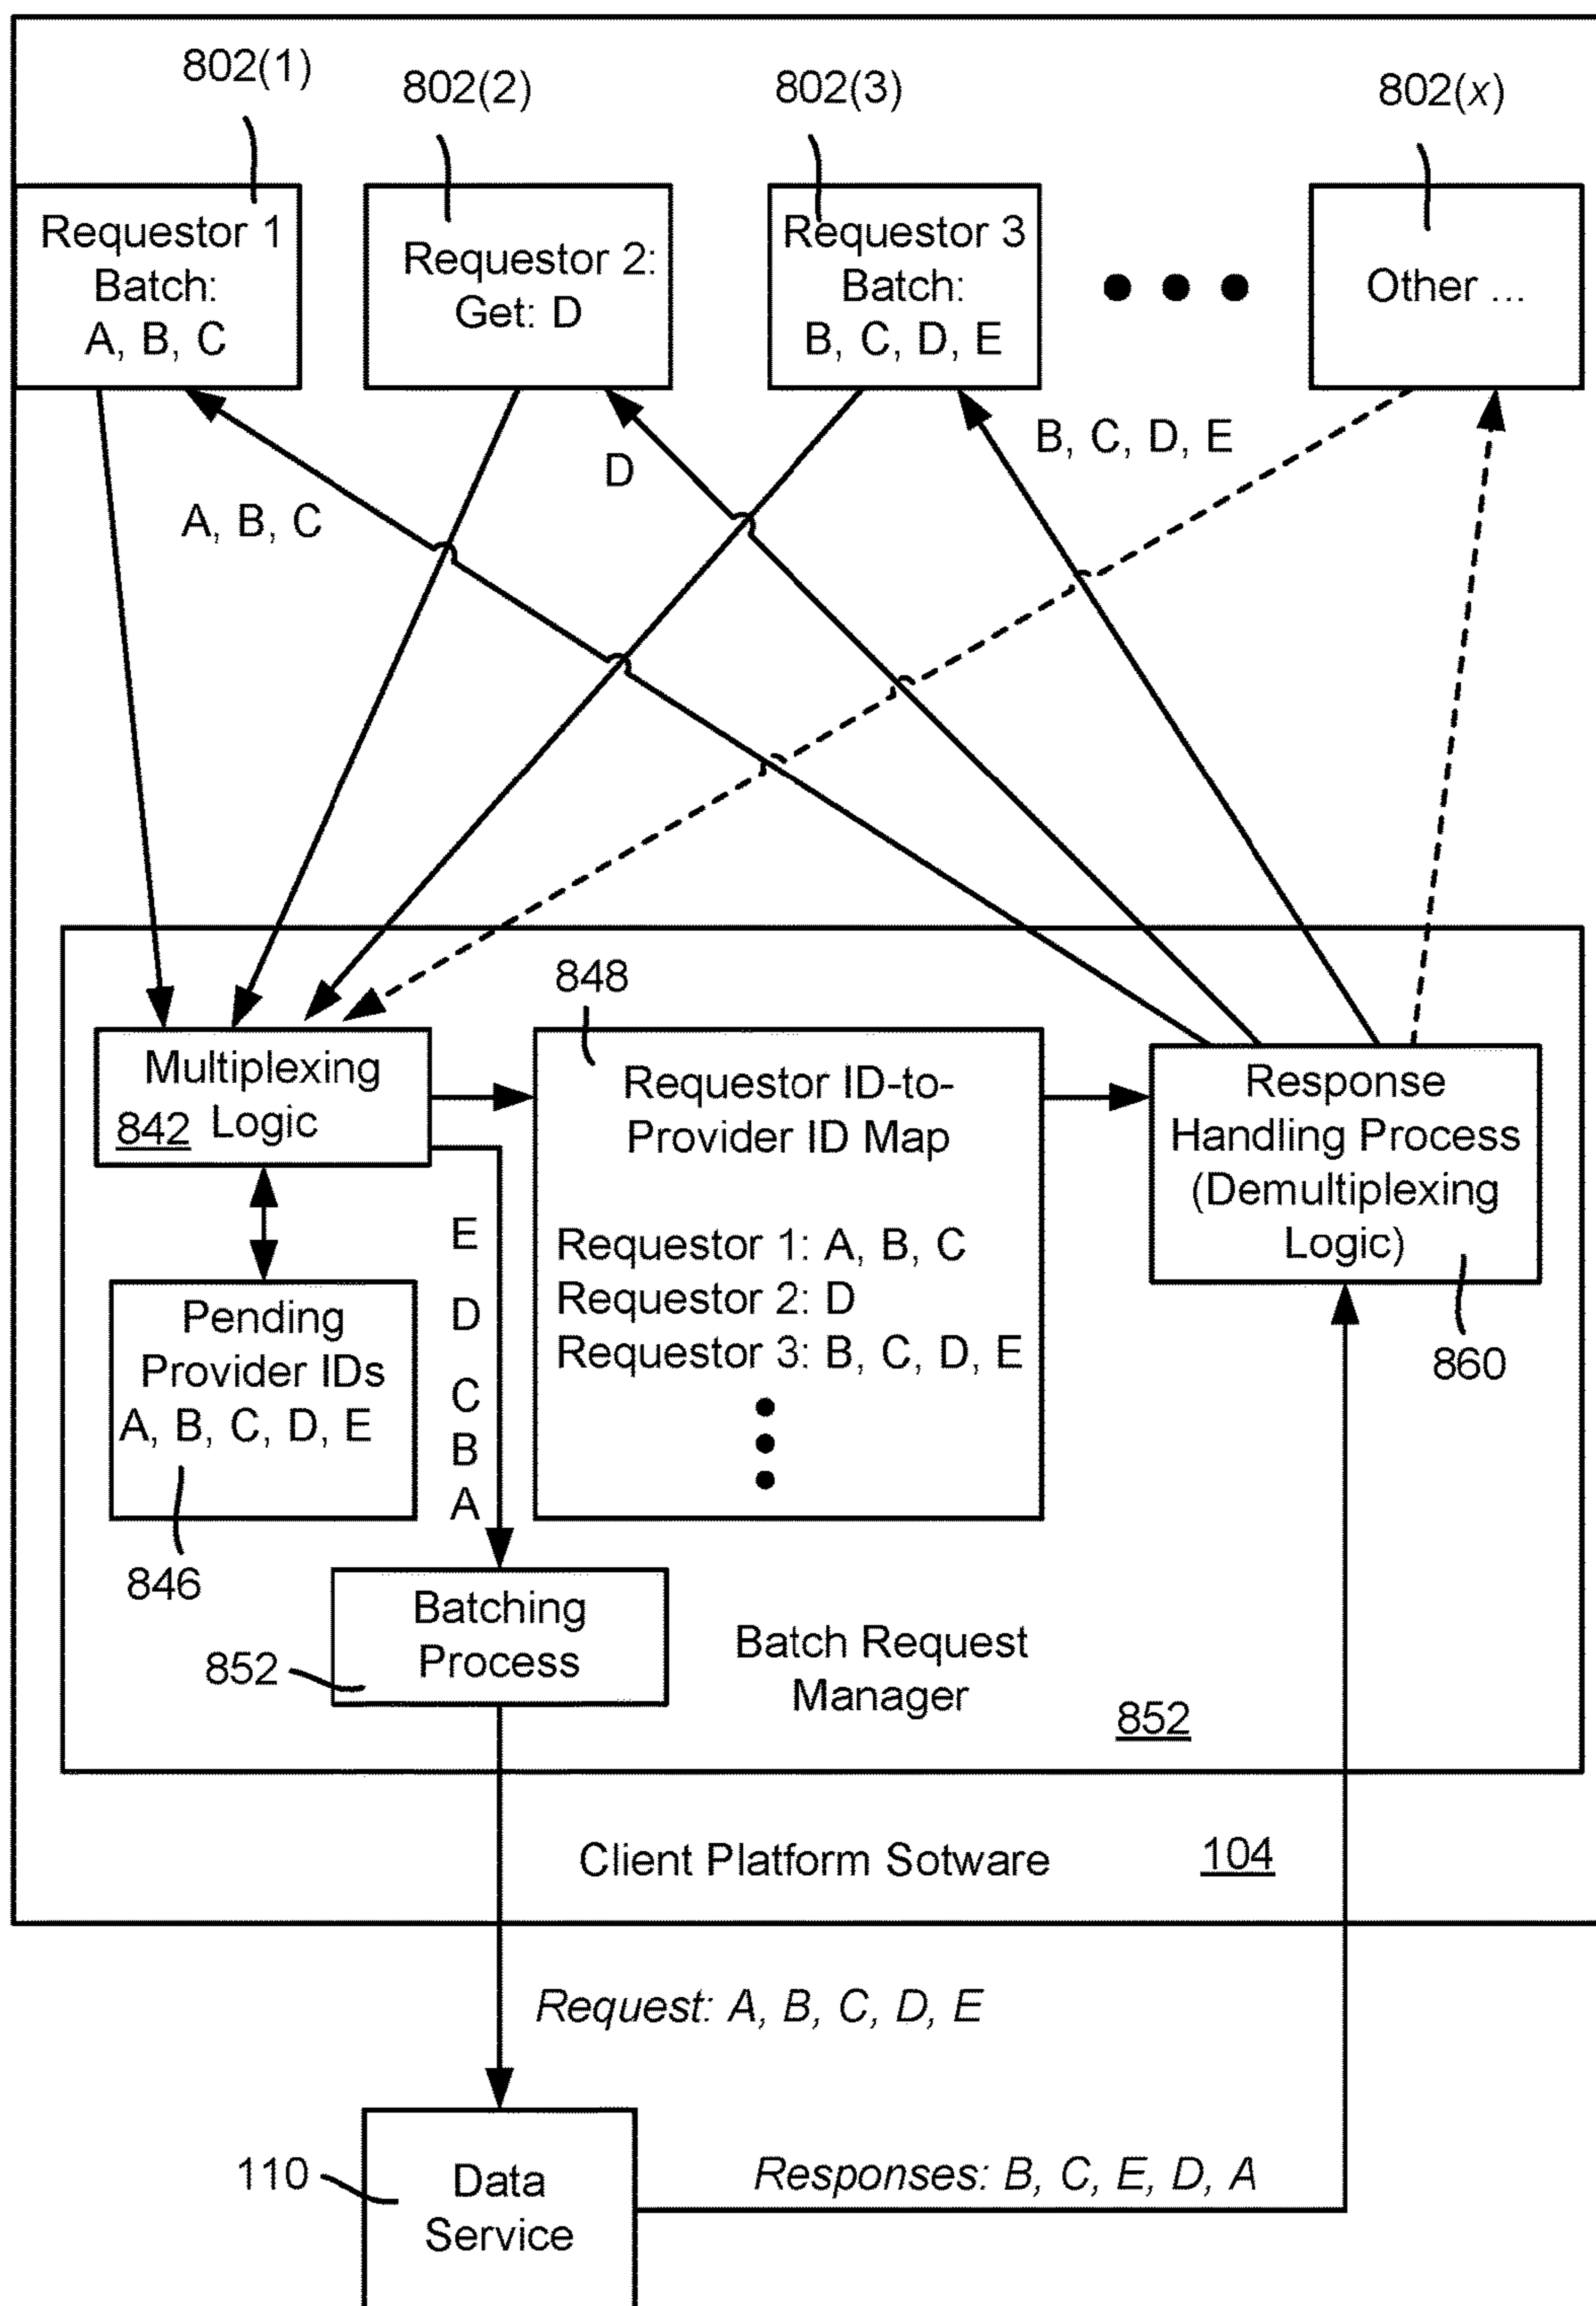 802(1)
802(2)
802(3)
802(x)
Requestor 1
Batch:
A, B, C
Requestor 2:
Get: D
Requestor 3
Batch:
B, C, D, E
Other ...
A, B, C
D
B, C, D, E
848
Multiplexing
842 Logic
Requestor ID-to-
Provider ID Map
Requestor 1: A, B, C
Requestor 2: D
Requestor 3: B, C, D, E
Response
Handling Process
(Demultiplexing
Logic)
860
Pending
Provider IDs
A, B, C, D, E
846
E
D
C
B
A
Batching
Process
852
Batch Request
Manager
852
Client Platform Sotware
104
Request: A, B, C, D, E
110
Data
Service
Responses: B, C, E, D, A